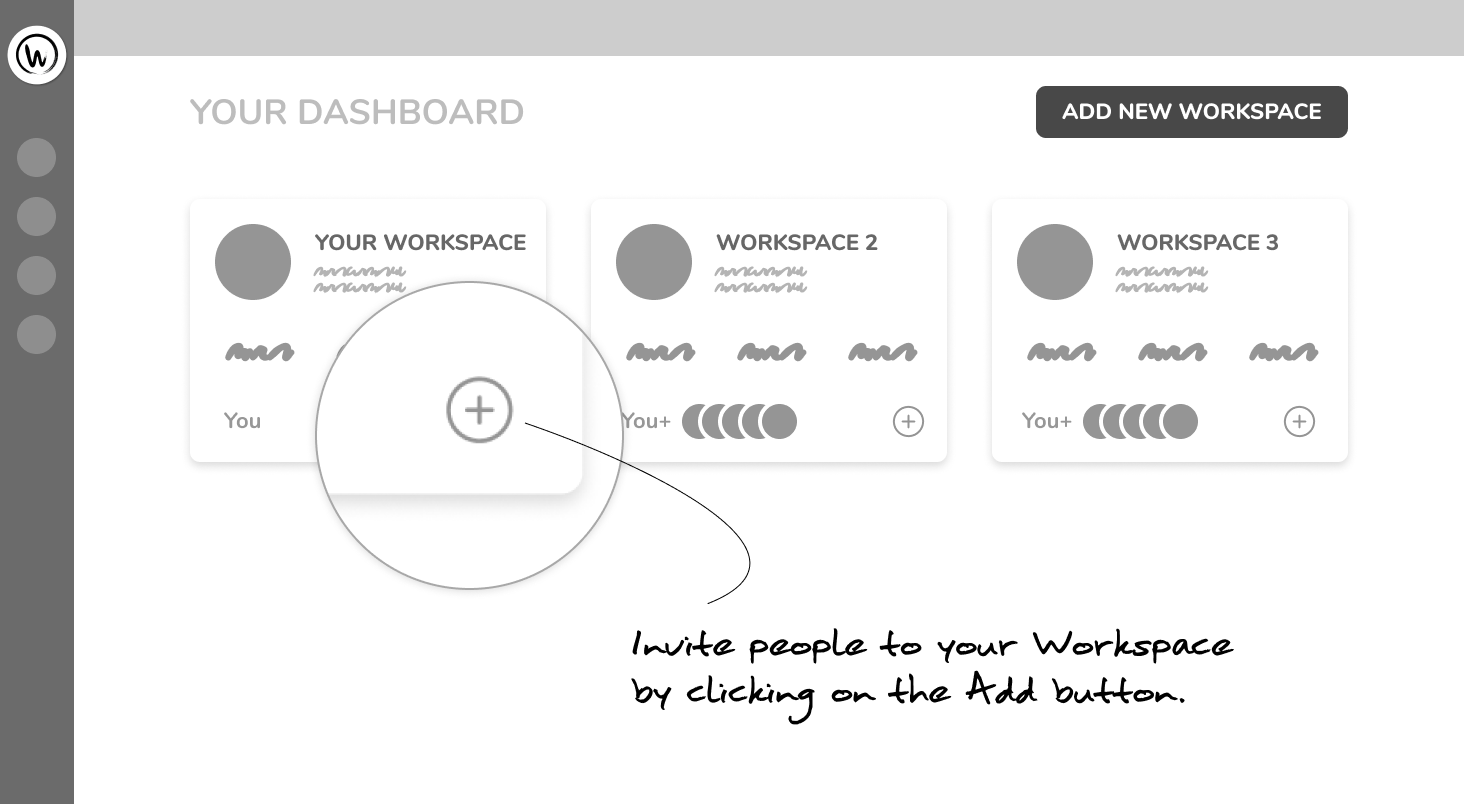 W
YOUR DASHBOARD
ADD NEW WORKSPACE
YOUR WORKSPACE
WORKSPACE 2
WORKSPACE 3
You
You+
You+
Invite people to your Workspace
by clicking on the Add button.